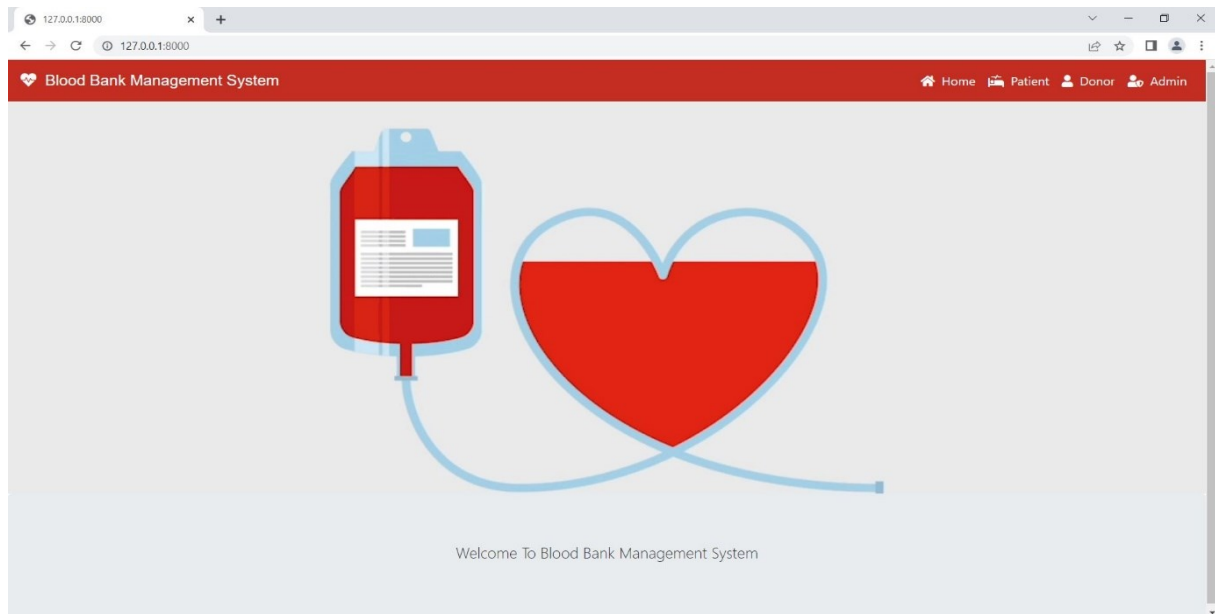 127.0.0.1:8000
127.0.0.1:8000
Blood Bank Management System
Home Patient Donor Admin
Welcome To Blood Bank Management System